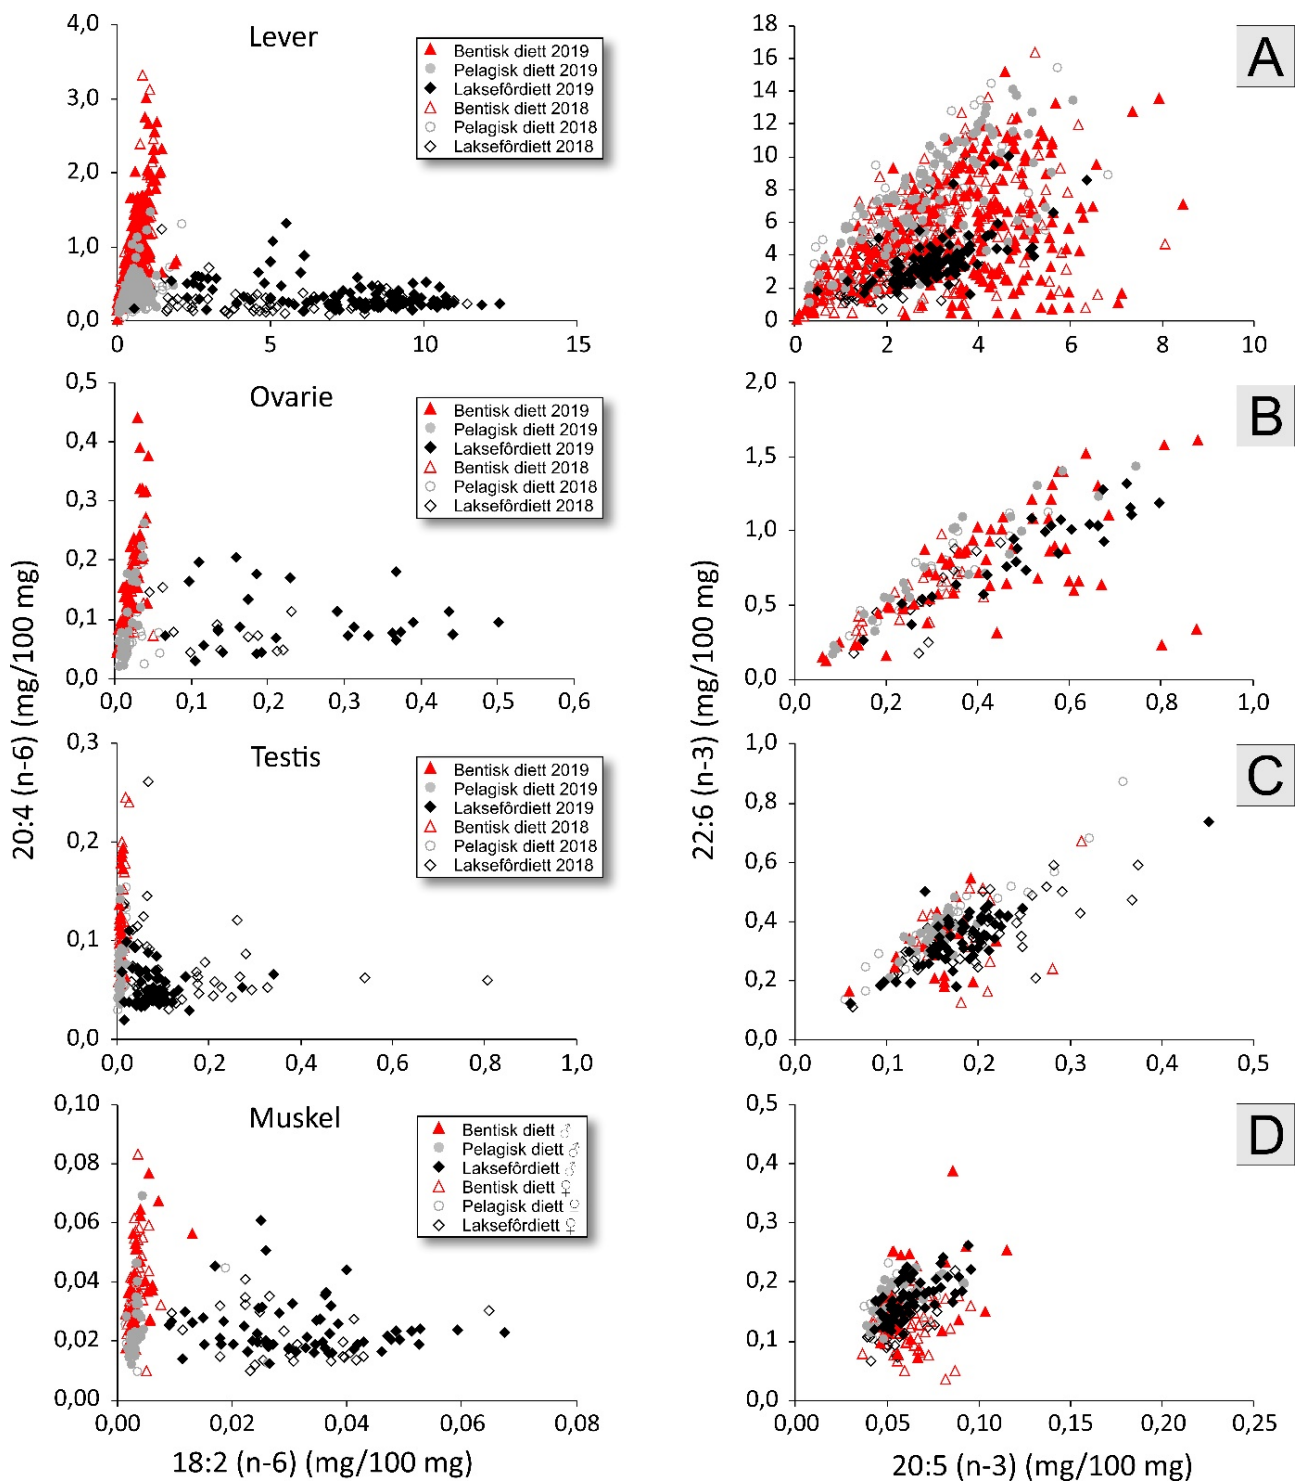 Lever
4,0
3,0
2,0
1,0
0,0
0
5
10
15
Bentisk diett 2019
Pelagisk diett 2019
Laksefôrdiett 2019
Bentisk diett 2018
Pelagisk diett 2018
Laksefôrdiett 2018
A
18
16
14
12
10
8
6
4
2
0
0
2
4
6
8
10
Ovarie
0,5
0,4
0,3
0,2
0,1
0,0
0,0
0,1
0,2
0,3
0,4
0,5
0,6
Bentisk diett 2019
Pelagisk diett 2019
Laksefôrdiett 2019
Bentisk diett 2018
Pelagisk diett 2018
Laksefôrdiett 2018
B
2,0
1,5
1,0
0,5
0,0
0,0
0,2
0,4
0,6
0,8
1,0
20:4 (n-6) (mg/100 mg)
22:6 (n-3) (mg/100 mg)
Testis
0,3
0,2
0,1
0,0
0,0
0,2
0,4
0,6
0,8
1,0
Bentisk diett 2019
Pelagisk diett 2019
Laksefôrdiett 2019
Bentisk diett 2018
Pelagisk diett 2018
Laksefôrdiett 2018
C
1,0
0,8
0,6
0,4
0,2
0,0
0,0
0,1
0,2
0,3
0,4
0,5
Muskel
0,10
0,08
0,06
0,04
0,02
0,00
0,00
0,02
0,04
0,06
0,08
Bentisk diett ♂
Pelagisk diett ♂
Laksefôrdiett ♂
Bentisk diett ♀
Pelagisk diett ♀
Laksefôrdiett ♀
D
0,5
0,4
0,3
0,2
0,1
0,0
0,00
0,05
0,10
0,15
0,20
0,25
18:2 (n-6) (mg/100 mg)
20:5 (n-3) (mg/100 mg)